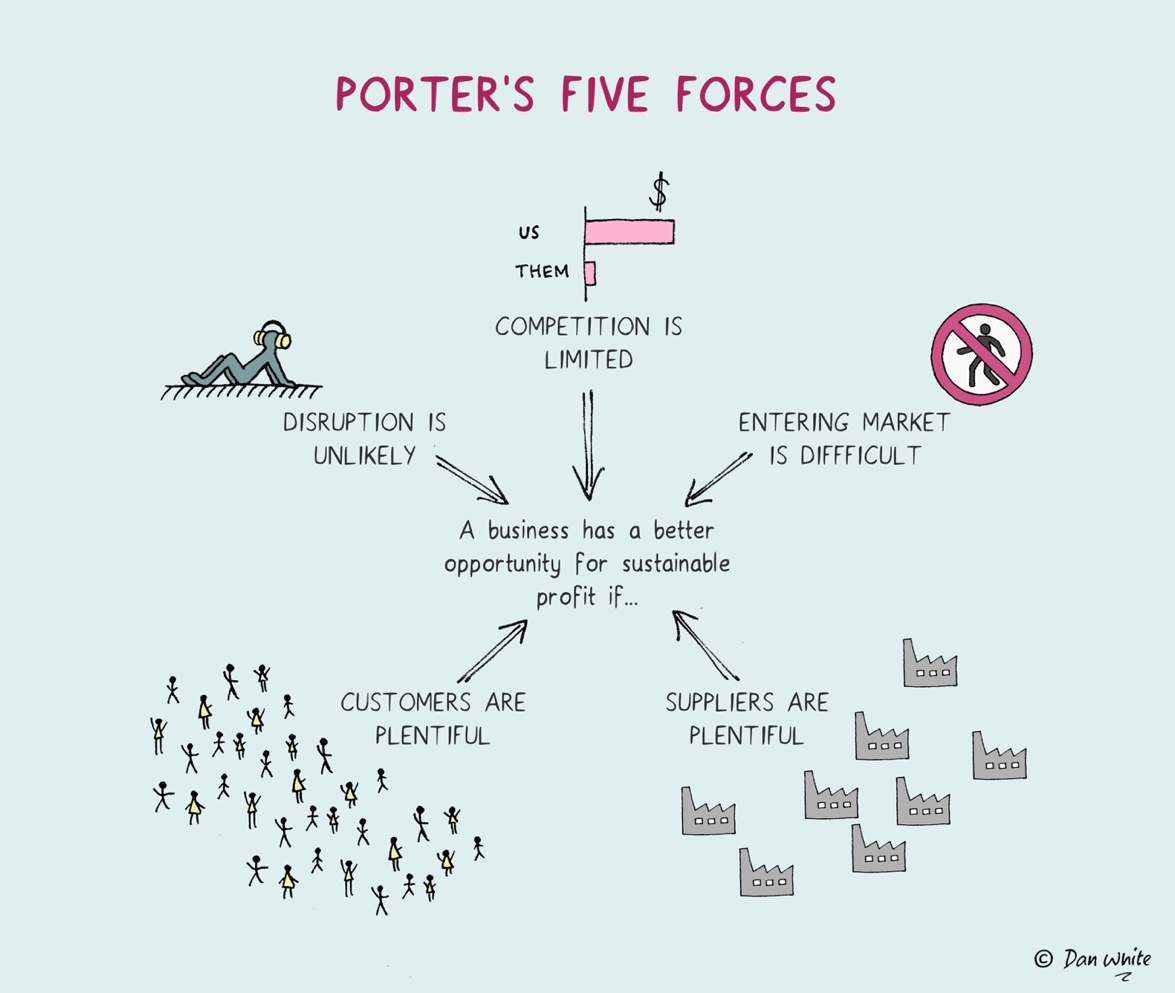 PORTER'S FIVE FORCES
$
US
THEM
COMPETITION IS
LIMITED
DISRUPTION IS
UNLIKELY
ENTERING MARKET
IS DIFFFICULT
A business has a better
opportunity for sustainable
profit if...
CUSTOMERS ARE
PLENTIFUL
SUPPLIERS ARE
PLENTIFUL
© Dan White